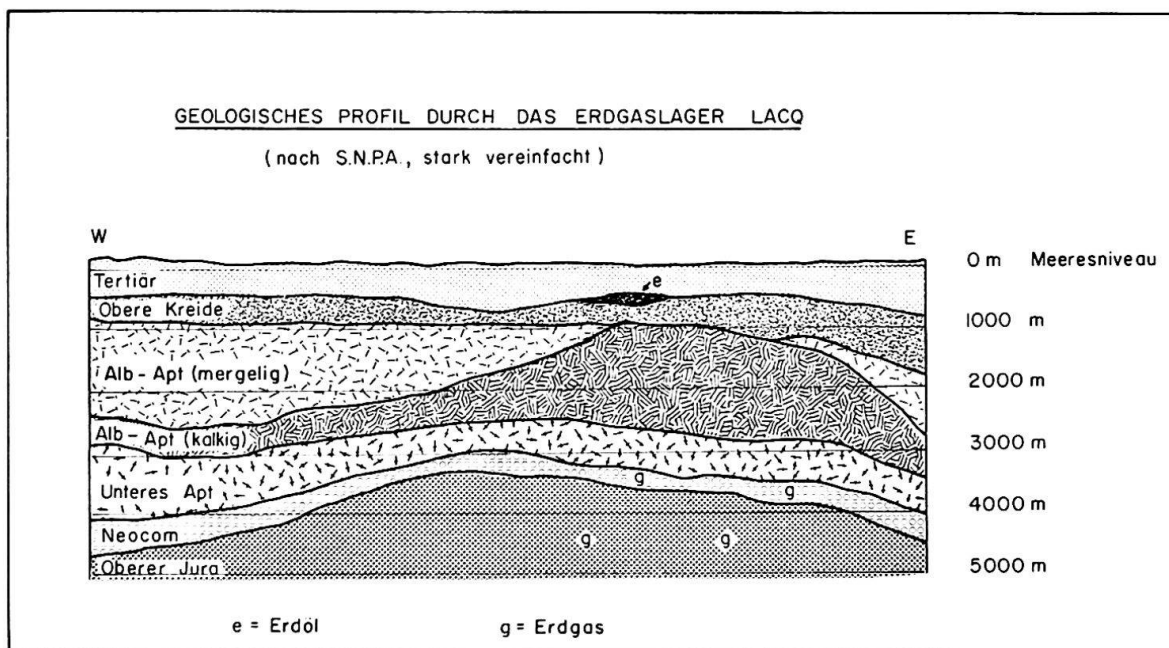 GEOLOGISCHES PROFIL DURCH DAS ERDGASLAGER LACQ
(nach S.N.P.A., stark vereinfacht)
W
E
0 m Meeresniveau
Tertiär
e
Obere Kreide
1000 m
Alb-Apt (mergelig)
2000 m
Alb-Apt (kalkig)
3000 m
g
g
Unteres Apt
4000 m
Neocom
g
g
Oberer Jura
5000 m
e = Erdöl
g = Erdgas